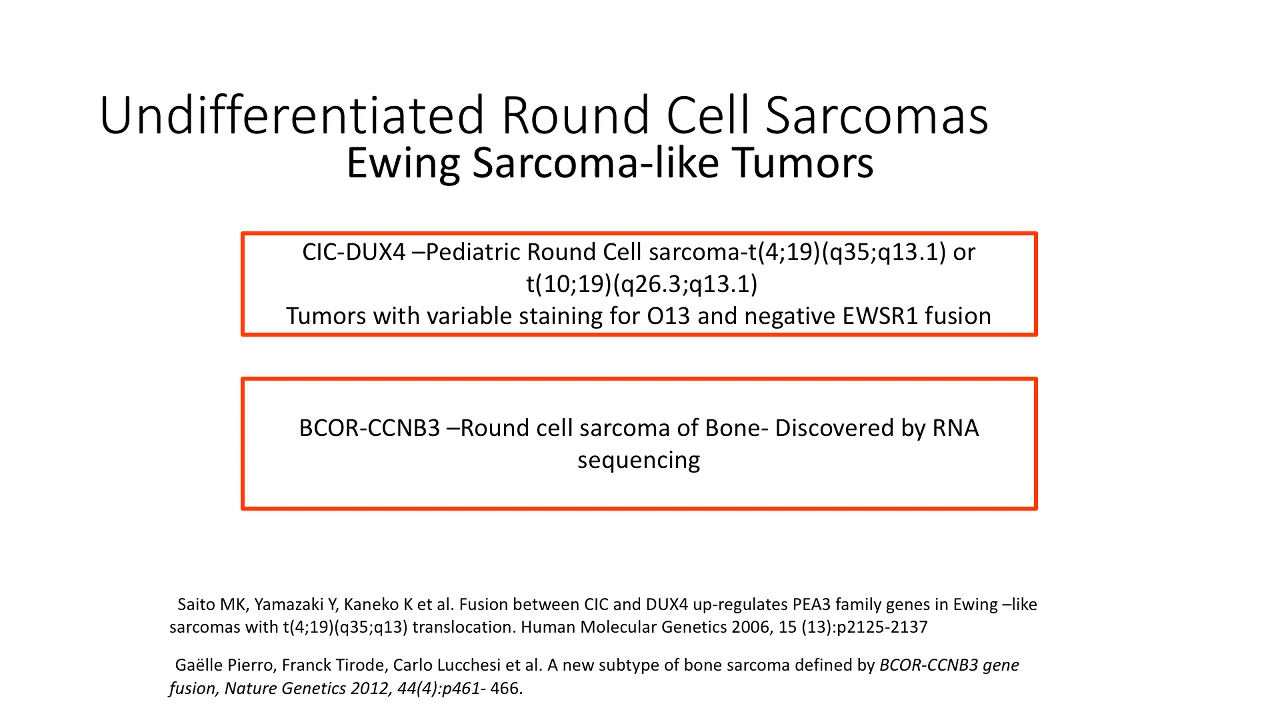 Undifferentiated Round Cell Sarcomas
Ewing Sarcoma-like Tumors
CIC-DUX4 –Pediatric Round Cell sarcoma-t(4;19)(q35;q13.1) or
t(10;19)(q26.3;q13.1)
Tumors with variable staining for O13 and negative EWSR1 fusion
BCOR-CCNB3 –Round cell sarcoma of Bone- Discovered by RNA
sequencing
Saito MK, Yamazaki Y, Kaneko K et al. Fusion between CIC and DUX4 up-regulates PEA3 family genes in Ewing –like
sarcomas with t(4;19)(q35;q13) translocation. Human Molecular Genetics 2006, 15 (13):p2125-2137
Gaëlle Pierro, Franck Tirode, Carlo Lucchesi et al. A new subtype of bone sarcoma defined by BCOR-CCNB3 gene
fusion, Nature Genetics 2012, 44(4):p461- 466.